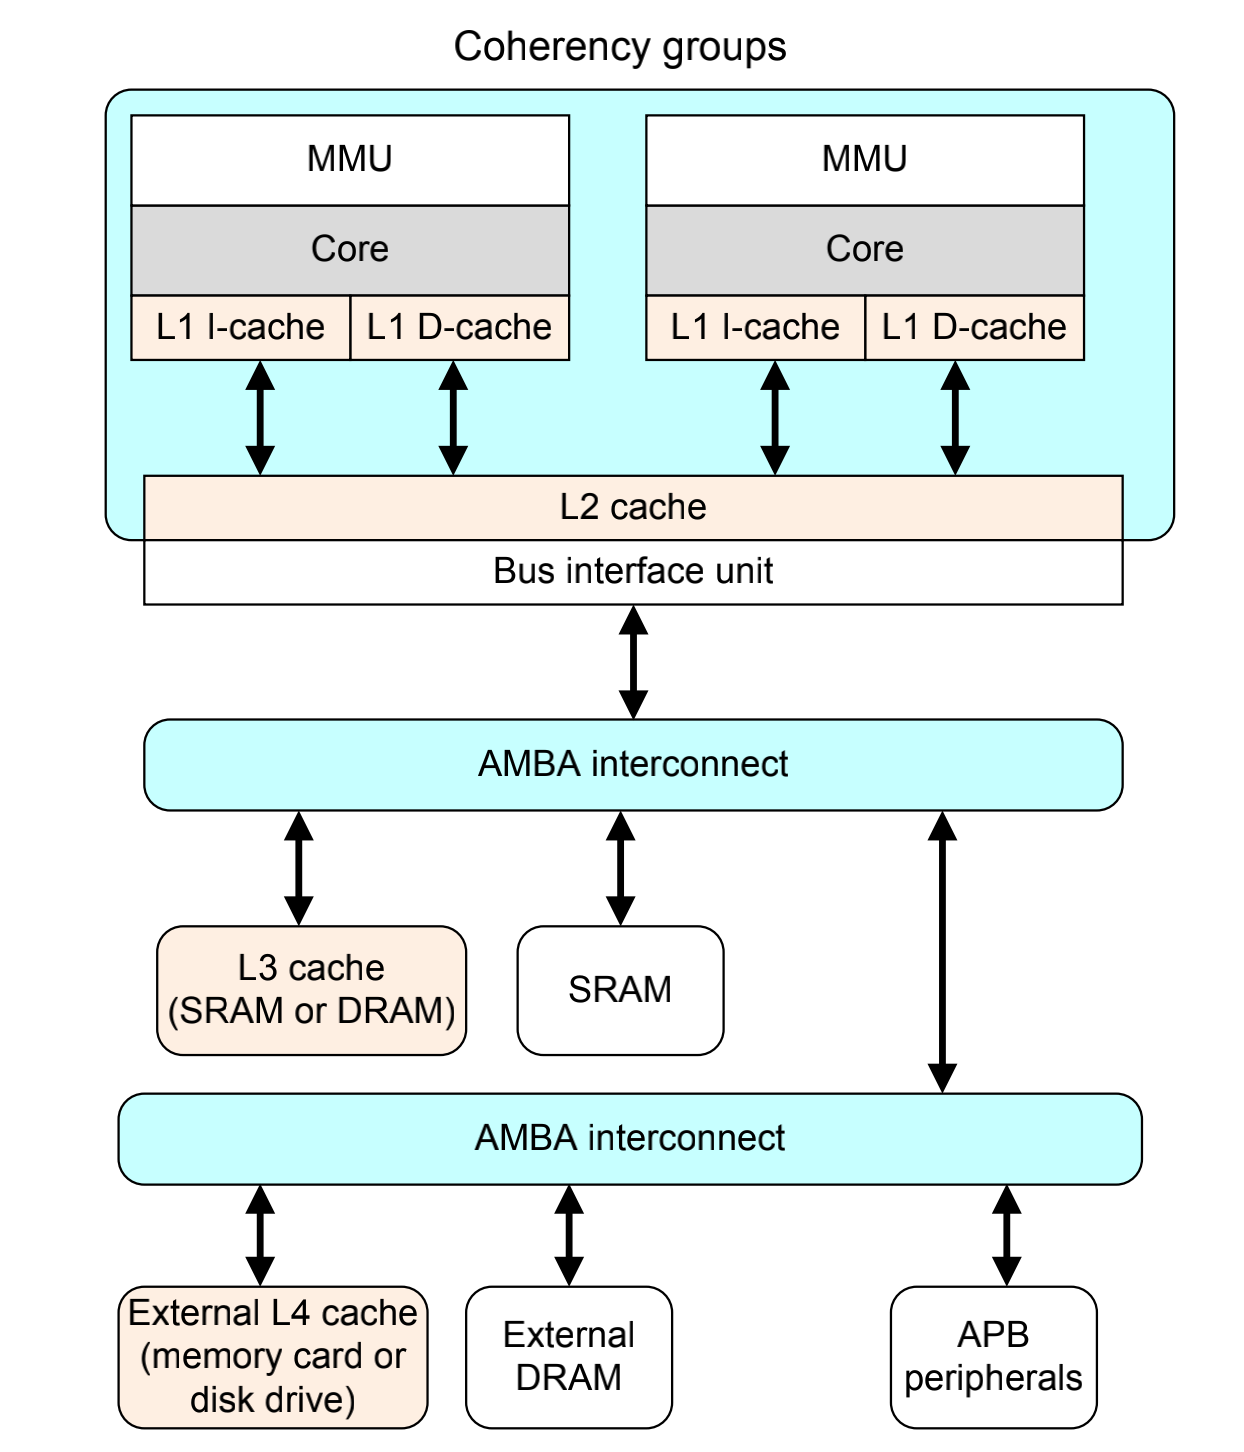 Coherency groups
MMU
MMU
Core
Core
L1 I-cache
L1 D-cache
L1 I-cache
L1 D-cache
L2 cache
Bus interface unit
AMBA interconnect
L3 cache
(SRAM or DRAM)
SRAM
AMBA interconnect
External L4 cache
(memory card or
disk drive)
External
DRAM
APB
peripherals